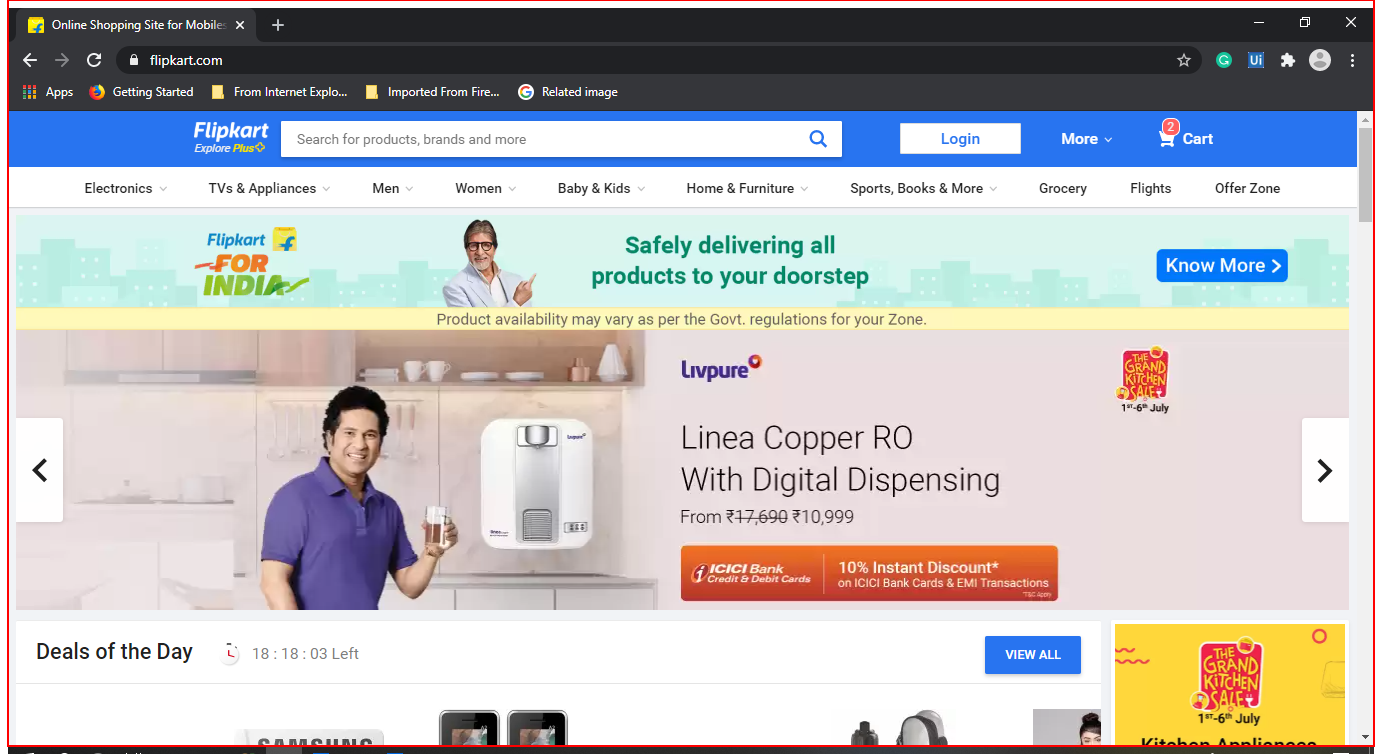 Online Shopping Site for Mobiles
flipkart.com
Apps
Getting Started
From Internet Explo...
Imported From Fire...
Related image
Flipkart
Explore Plus
Search for products, brands and more
Login
More
2
Cart
Electronics
TVs & Appliances
Men
Women
Baby & Kids
Home & Furniture
Sports, Books & More
Grocery
Flights
Offer Zone
Flipkart
FOR
INDIA
Safely delivering all
products to your doorstep
Know More
Product availability may vary as per the Govt. regulations for your Zone.
Livpure
THE
GRAND
KITCHEN
SALE
1ST-6th July
Livpure
Linea Copper RO
With Digital Dispensing
From ₹17,690 ₹10,999
ICICI Bank
Credit & Debit Cards
10% Instant Discount*
on ICICI Bank Cards & EMI Transactions
*T&C Apply
Deals of the Day
18 : 18 : 03 Left
VIEW ALL
THE
GRAND
KITCHEN
SALE
1ST-6th July
Kitchen Appliances
SAMSUNG